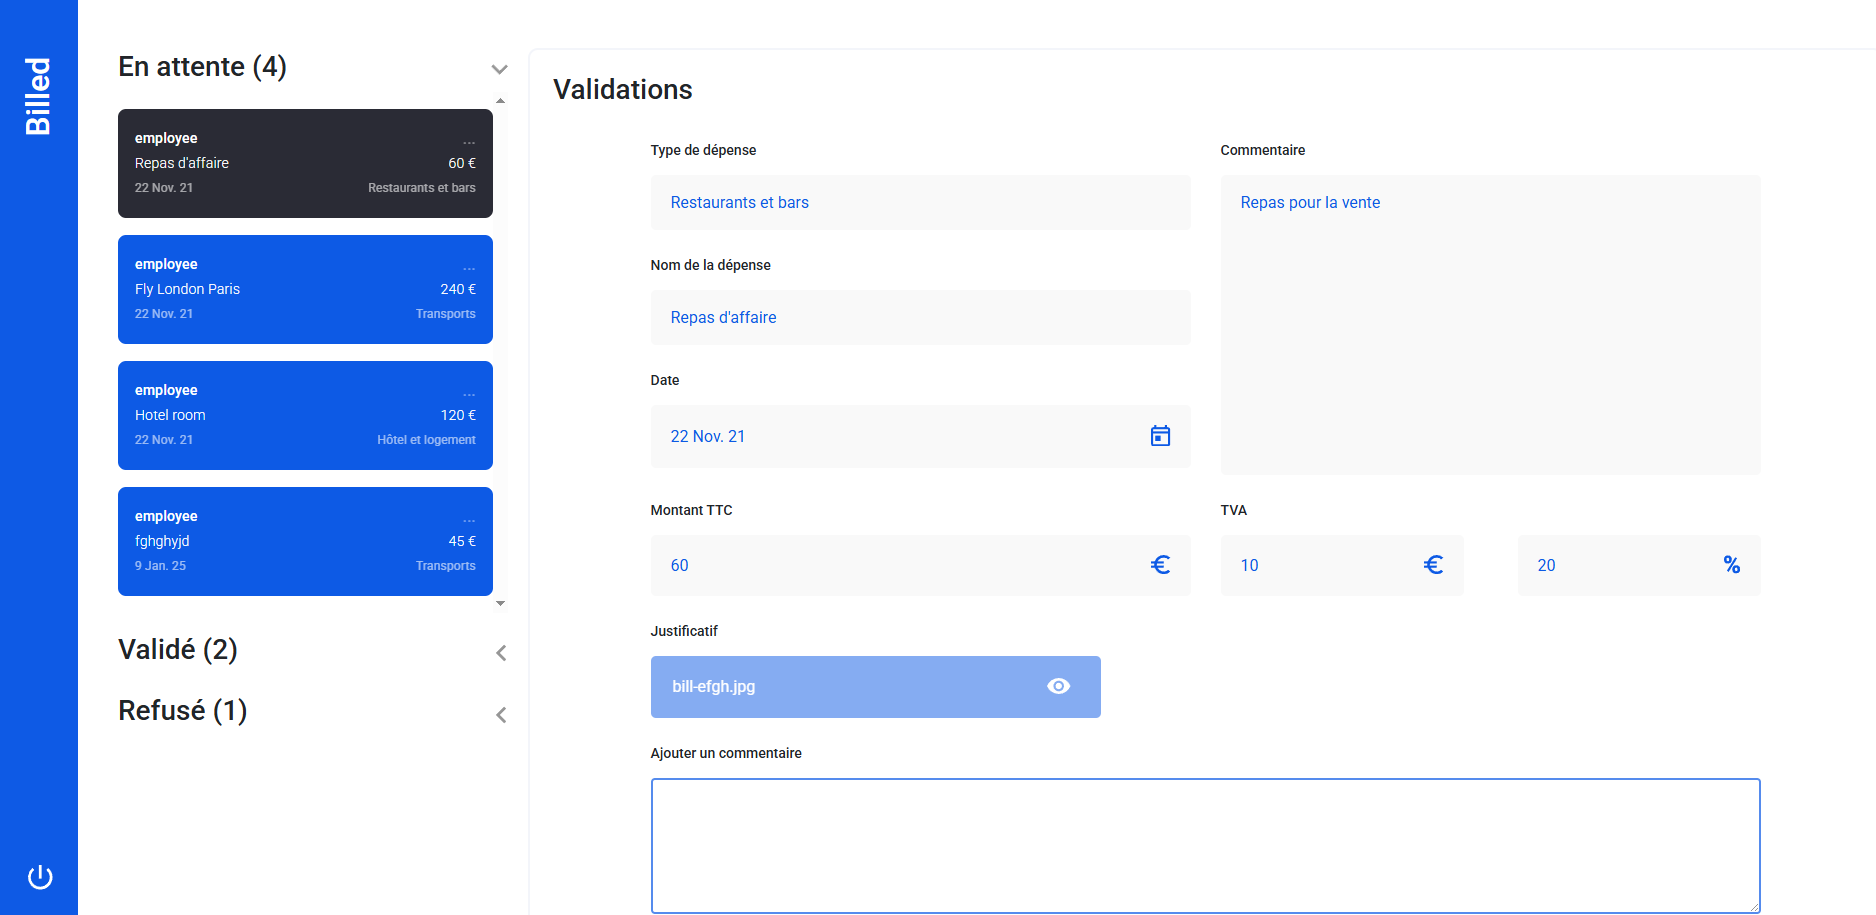 Billed
En attente (4)
employee ...
Repas d'affaire 60 €
22 Nov. 21 Restaurants et bars
employee ...
Fly London Paris 240 €
22 Nov. 21 Transports
employee ...
Hotel room 120 €
22 Nov. 21 Hôtel et logement
employee ...
fghghyjd 45 €
9 Jan. 25 Transports
Validé (2)
Refusé (1)
Validations
Type de dépense
Restaurants et bars
Nom de la dépense
Repas d'affaire
Date
22 Nov. 21
Commentaire
Repas pour la vente
Montant TTC
60 €
TVA
10 €
20 %
Justificatif
bill-efgh.jpg
Ajouter un commentaire